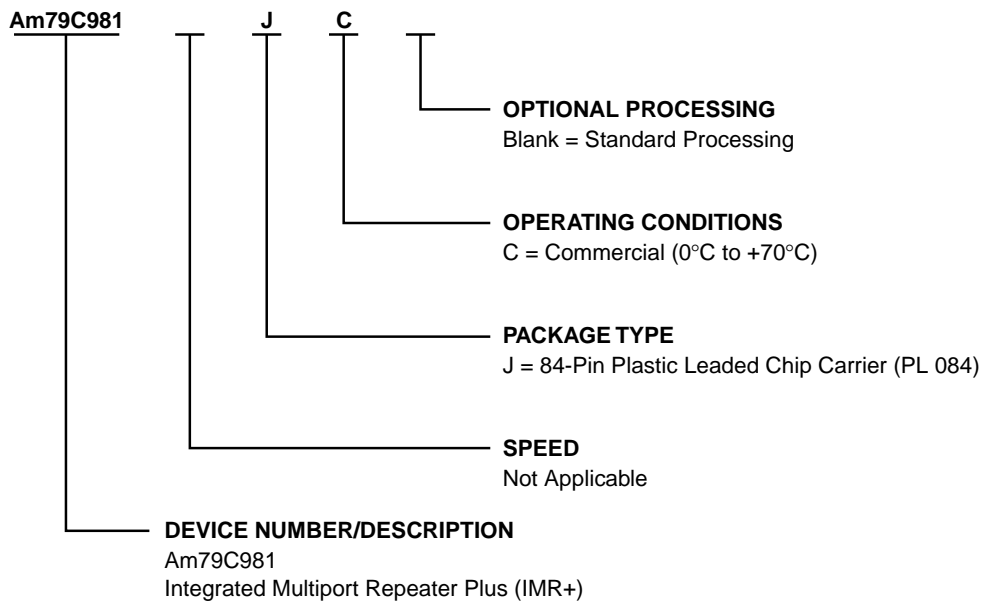 Am79C981 J C
OPTIONAL PROCESSING
Blank = Standard Processing
OPERATING CONDITIONS
C = Commercial (0°C to +70°C)
PACKAGE TYPE
J = 84-Pin Plastic Leaded Chip Carrier (PL 084)
SPEED
Not Applicable
DEVICE NUMBER/DESCRIPTION
Am79C981
Integrated Multiport Repeater Plus (IMR+)